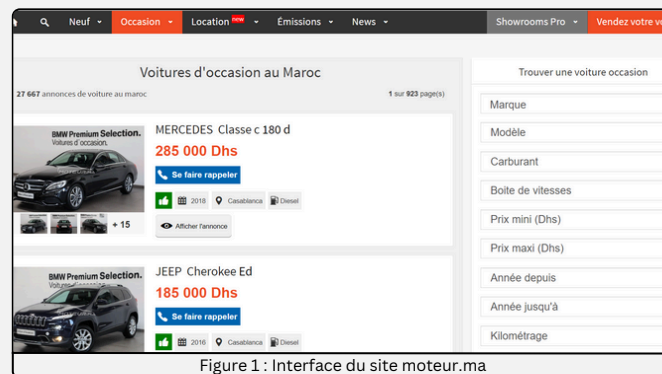 Neuf Occasion Location new Émissions News Showrooms Pro Vendez votre
Voitures d'occasion au Maroc
27 667 annonces de voiture au maroc 1 sur 923 page(s)
BMW Premium Selection.
Voitures d'occasion.
MERCEDES Classe c 180 d
285 000 Dhs
Se faire rappeler
2018 Casablanca Diesel
+ 15
Afficher l'annonce
BMW Premium Selection.
JEEP Cherokee Ed
185 000 Dhs
Se faire rappeler
2016 Casablanca Diesel
Trouver une voiture occasion
Marque
Modèle
Carburant
Boite de vitesses
Prix mini (Dhs)
Prix maxi (Dhs)
Année depuis
Année jusqu'à
Kilométrage
Figure 1 : Interface du site moteur.ma